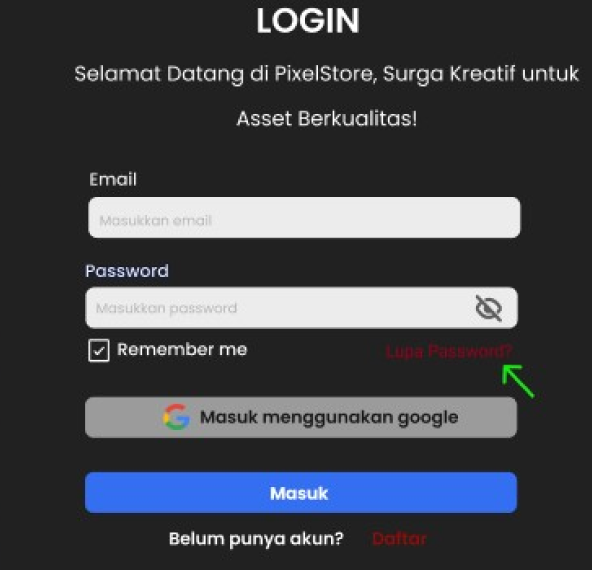 LOGIN
Selamat Datang di PixelStore, Surga Kreatif untuk
Asset Berkualitas!
Email
Masukkan email
Password
Masukkan password
Remember me
Lupa Password?
Masuk menggunakan google
Masuk
Belum punya akun? Daftar